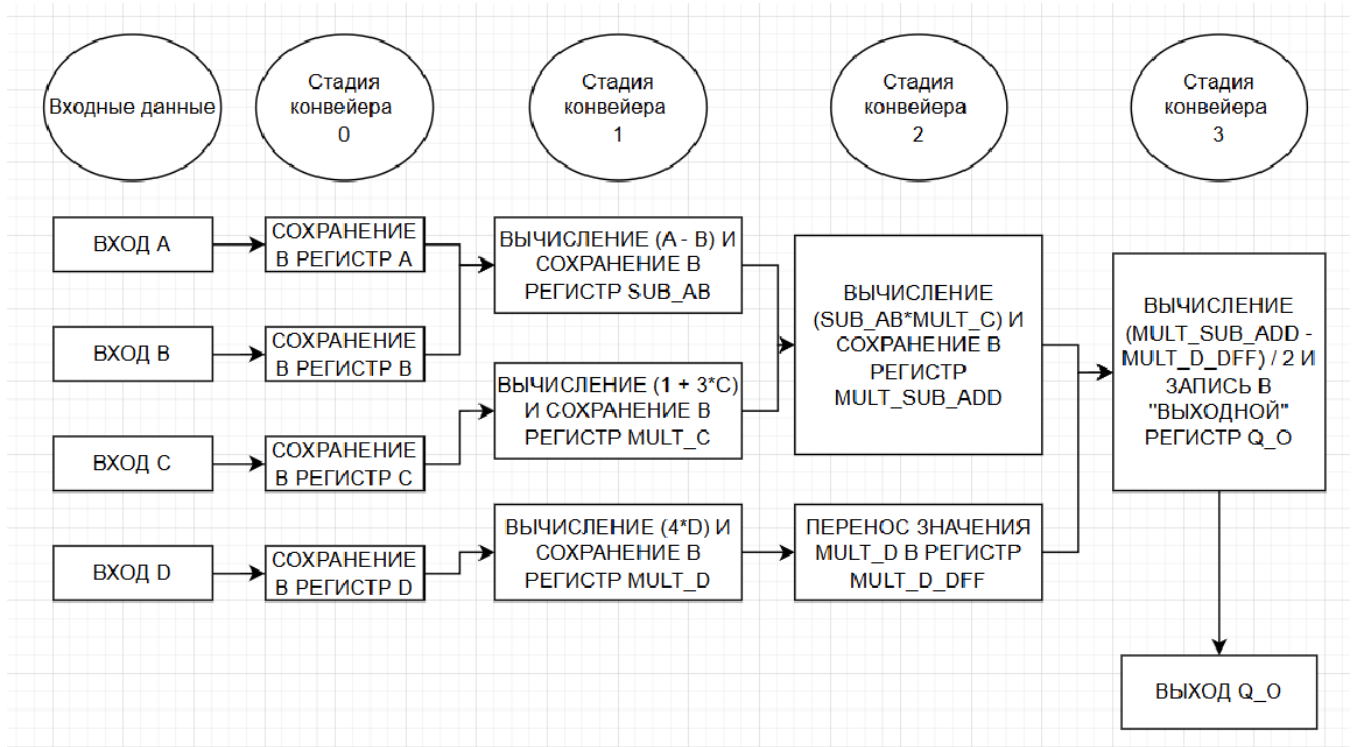 Входные данные
Стадия
конвейера
0
Стадия
конвейера
1
Стадия
конвейера
2
Стадия
конвейера
3
ВХОД A
СОХРАНЕНИЕ
В РЕГИСТР A
ВЫЧИСЛЕНИЕ (A - B) И
СОХРАНЕНИЕ В
РЕГИСТР SUB_AB
ВЫЧИСЛЕНИЕ
(SUB_AB*MULT_C) И
СОХРАНЕНИЕ В
РЕГИСТР
MULT_SUB_ADD
ВЫЧИСЛЕНИЕ
(MULT_SUB_ADD -
MULT_D_DFF) / 2 И
ЗАПИСЬ В
"ВЫХОДНОЙ"
РЕГИСТР Q_O
ВХОД B
СОХРАНЕНИЕ
В РЕГИСТР B
ВЫЧИСЛЕНИЕ (1 + 3*C)
И СОХРАНЕНИЕ В
РЕГИСТР MULT_C
ВХОД C
СОХРАНЕНИЕ
В РЕГИСТР C
ВХОД D
СОХРАНЕНИЕ
В РЕГИСТР D
ВЫЧИСЛЕНИЕ (4*D) И
СОХРАНЕНИЕ В
РЕГИСТР MULT_D
ПЕРЕНОС ЗНАЧЕНИЯ
MULT_D В РЕГИСТР
MULT_D_DFF
ВЫХОД Q_O